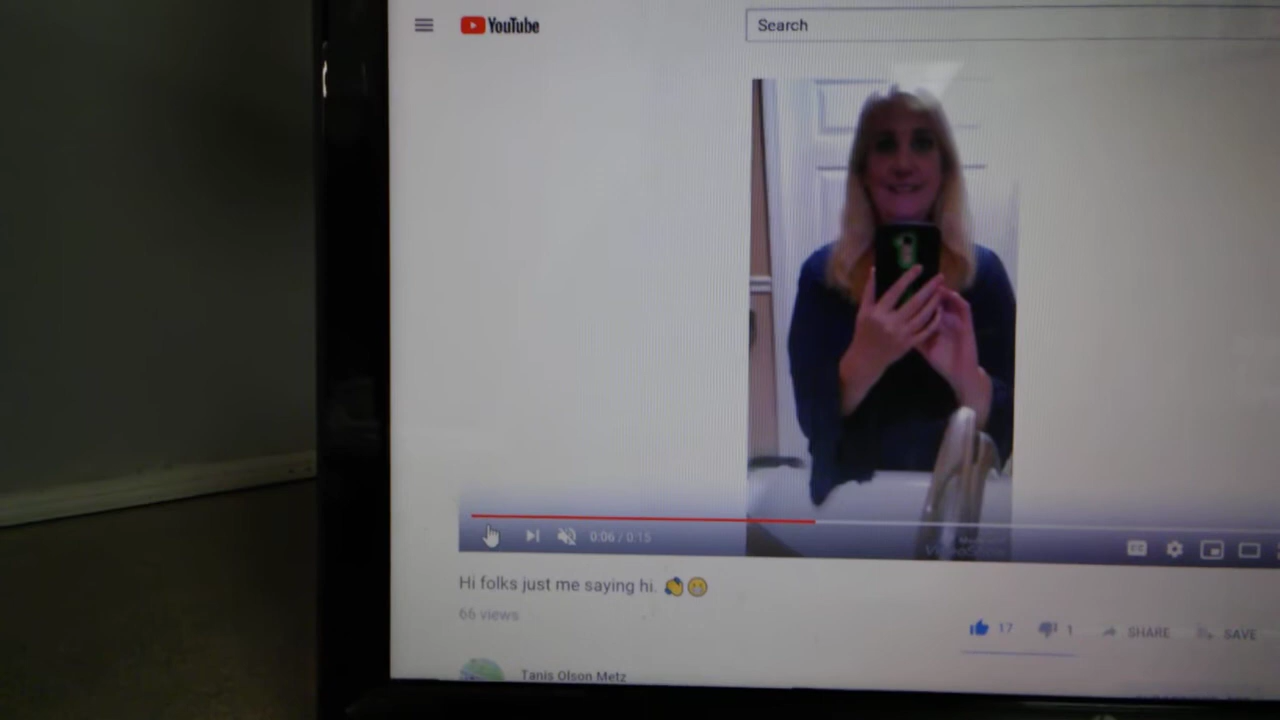 YouTube
Search
0:06 / 0:15
Hi folks just me saying hi. 👋😁
66 views
17
1
SHARE
SAVE
Tanis Olson Metz